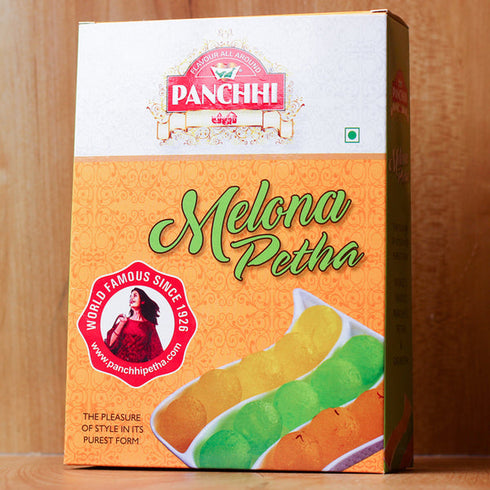 FLAVOUR ALL AROUND
PANCHHI
Melona
Petha
WORLD FAMOUS SINCE 1926
www.panchhipetha.com
THE PLEASURE
OF STYLE IN ITS
PUREST FORM